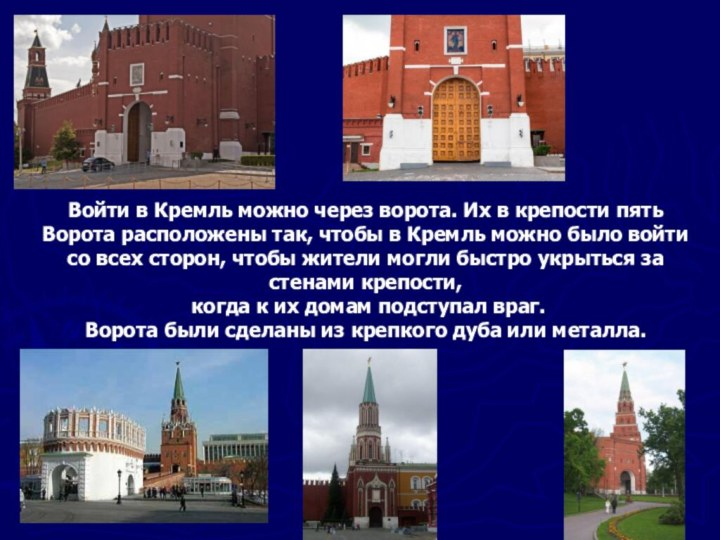 Войти в Кремль можно через ворота. Их в крепости пять
Ворота расположены так, чтобы в Кремль можно было войти
со всех сторон, чтобы жители могли быстро укрыться за
стенами крепости,
когда к их домам подступал враг.
Ворота были сделаны из крепкого дуба или металла.